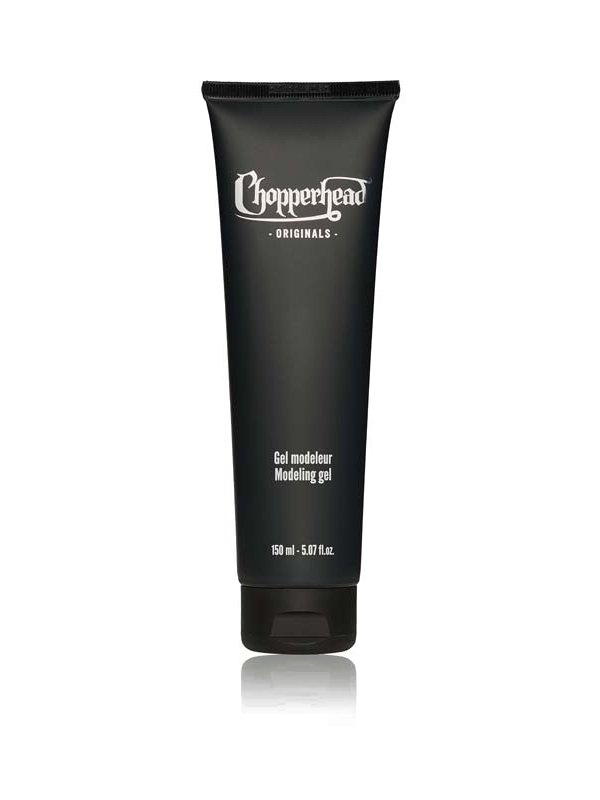 Chopperhead
- ORIGINALS -
Gel modeleur
Modeling gel
150 ml - 5.07 fl.oz.